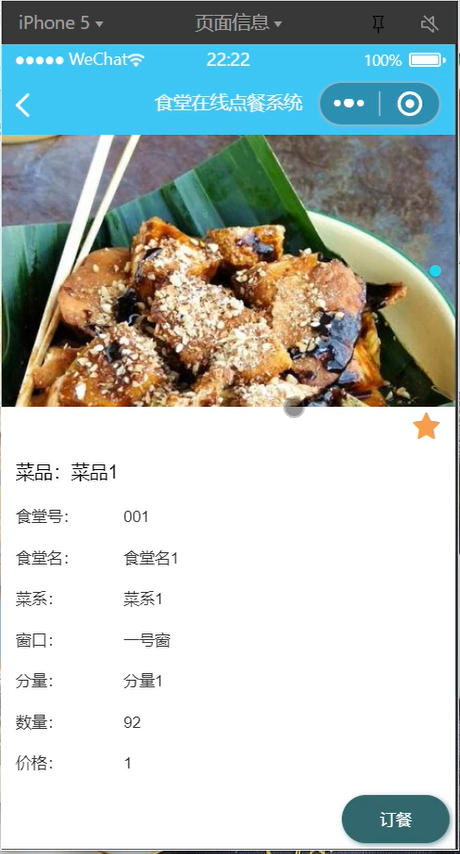 iPhone 5 页面信息
WeChat 22:22 100%
食堂在线点餐系统
菜品：菜品1
食堂号： 001
食堂名： 食堂名1
菜系： 菜系1
窗口： 一号窗
分量： 分量1
数量： 92
价格： 1
订餐